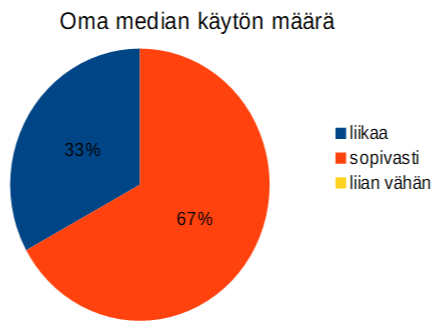 Oma median käytön määrä
33%
67%
liikaa
sopivasti
liian vähän